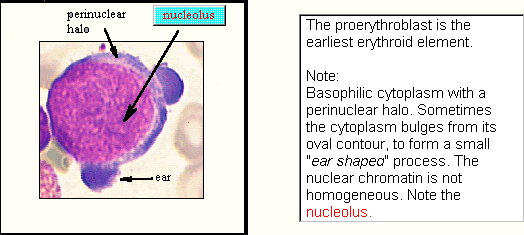 perinuclear
halo
nucleolus
ear
The proerythroblast is the
earliest erythroid element.
Note:
Basophilic cytoplasm with a
perinuclear halo. Sometimes
the cytoplasm bulges from its
oval contour, to form a small
"ear shaped" process. The
nuclear chromatin is not
homogeneous. Note the
nucleolus.